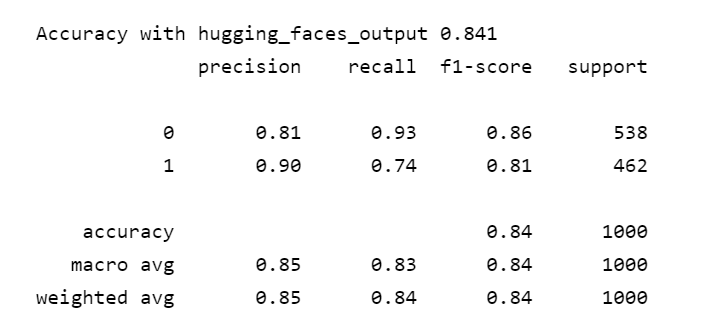 Accuracy with hugging_faces_output 0.841
precision recall f1-score support
0 0.81 0.93 0.86 538
1 0.90 0.74 0.81 462
accuracy 0.84 1000
macro avg 0.85 0.83 0.84 1000
weighted avg 0.85 0.84 0.84 1000